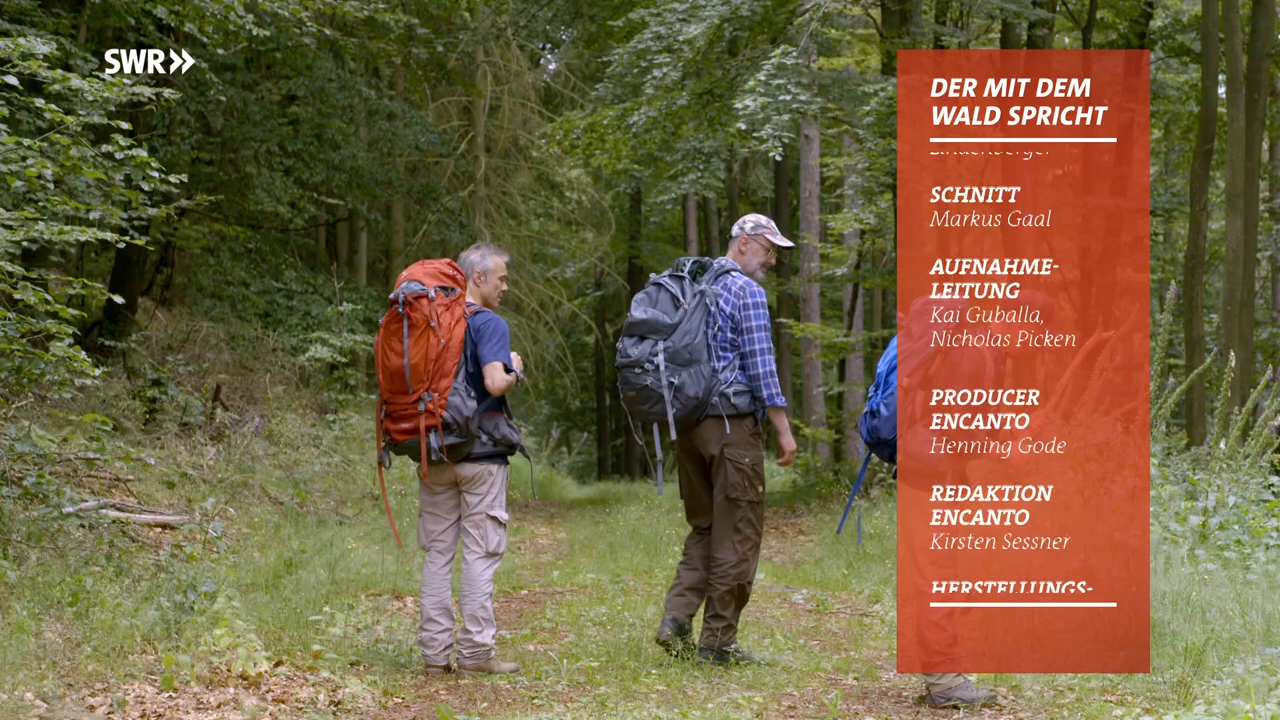 SWR
DER MIT DEM
WALD SPRICHT
SCHNITT
Markus Gaal
AUFNAHME-
LEITUNG
Kai Guballa,
Nicholas Picken
PRODUCER
ENCANTO
Henning Gode
REDAKTION
ENCANTO
Kirsten Sessner
HERSTELLUNGS-